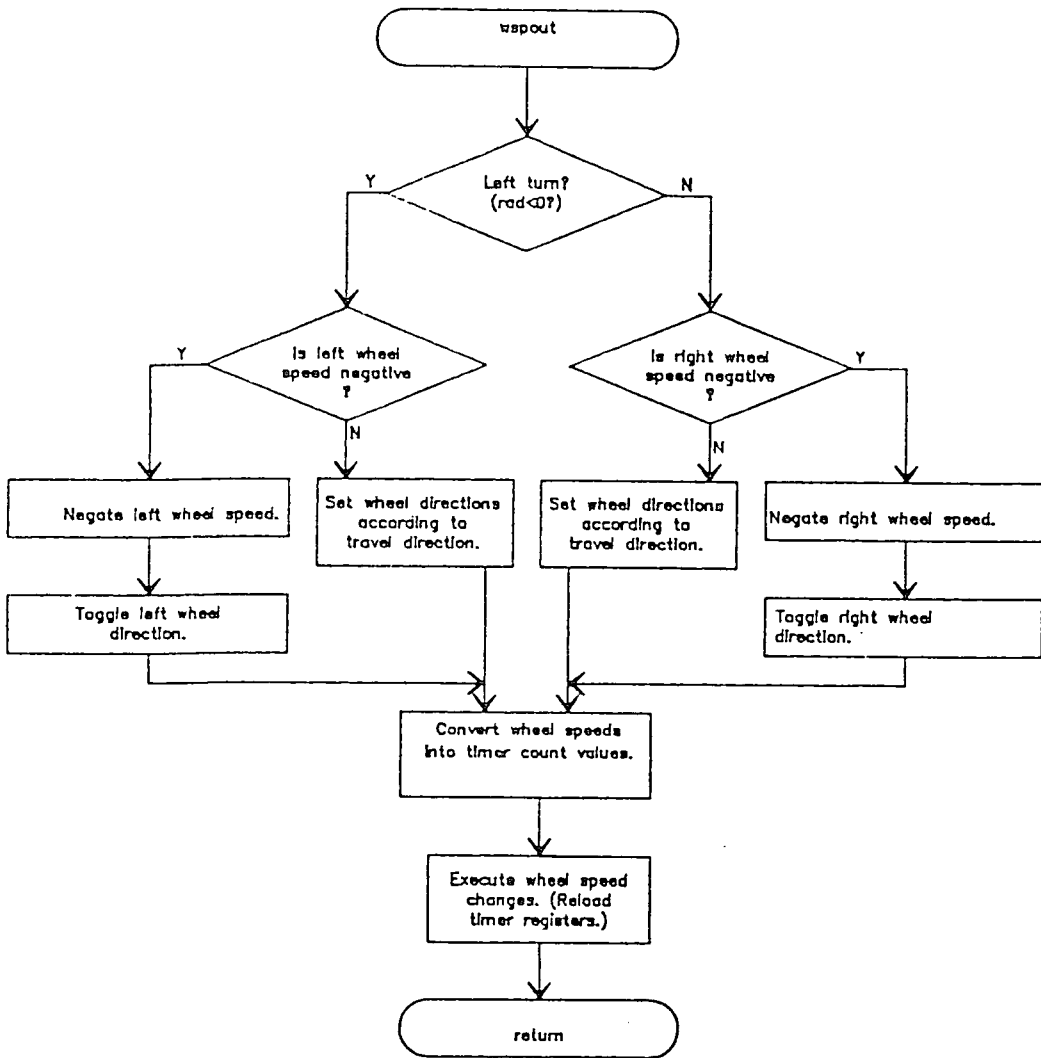 wspout
Left turn?
(rad<0?)
Y
N
Is left wheel
speed negative
?
Y
N
Is right wheel
speed negative
?
Y
N
Negate left wheel speed.
Set wheel directions
according to
travel direction.
Set wheel directions
according to
travel direction.
Negate right wheel speed.
Toggle left wheel
direction.
Toggle right wheel
direction.
Convert wheel speeds
into timer count values.
Execute wheel speed
changes. (Reload
timer registers.)
return